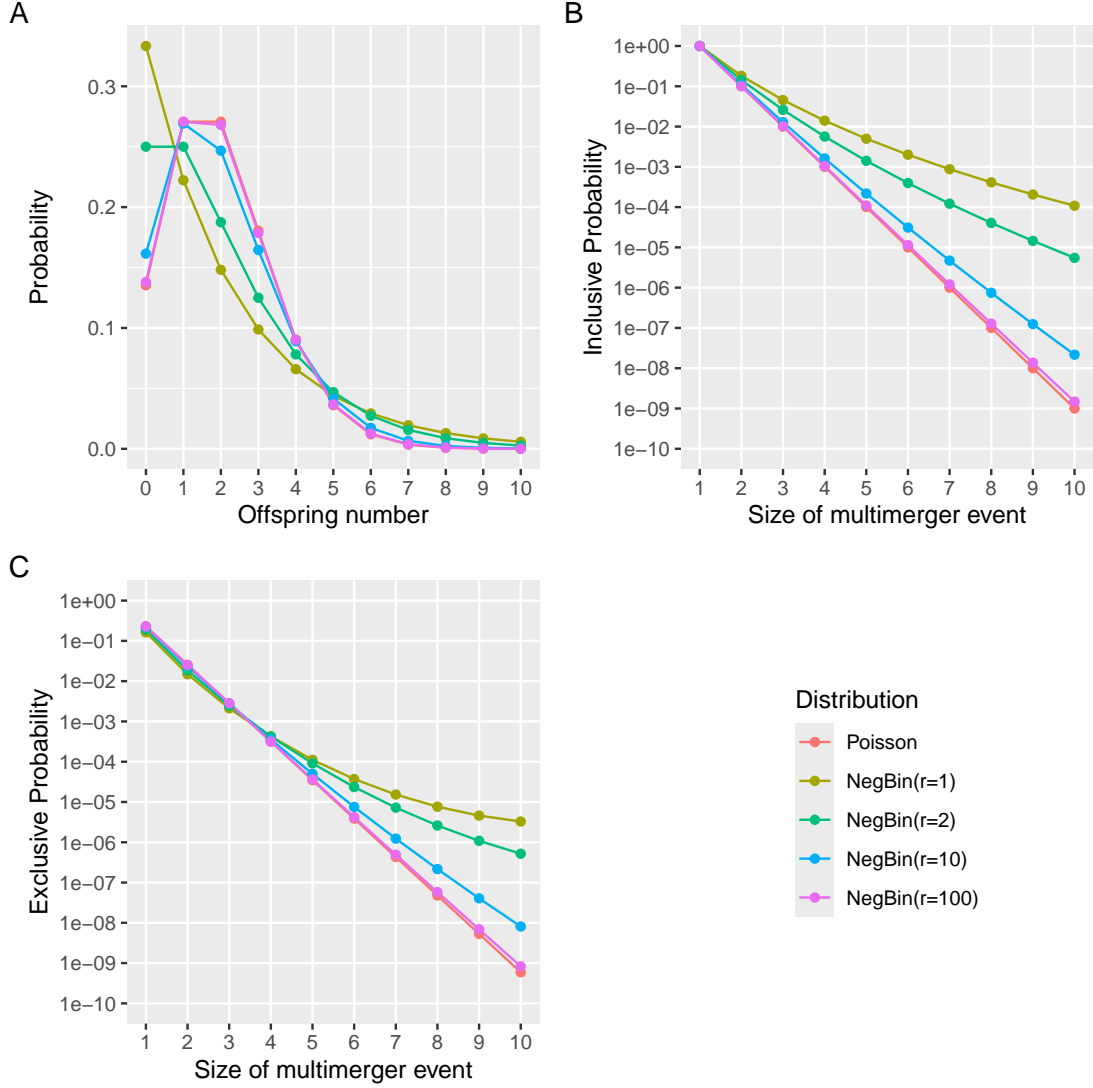 A
Probability
0.3
0.2
0.1
0.0
0 1 2 3 4 5 6 7 8 9 10
Offspring number
B
Inclusive Probability
1e+00
1e−01
1e−02
1e−03
1e−04
1e−05
1e−06
1e−07
1e−08
1e−09
1e−10
1 2 3 4 5 6 7 8 9 10
Size of multimerger event
C
Exclusive Probability
1e+00
1e−01
1e−02
1e−03
1e−04
1e−05
1e−06
1e−07
1e−08
1e−09
1e−10
1 2 3 4 5 6 7 8 9 10
Size of multimerger event
Distribution
Poisson
NegBin(r=1)
NegBin(r=2)
NegBin(r=10)
NegBin(r=100)